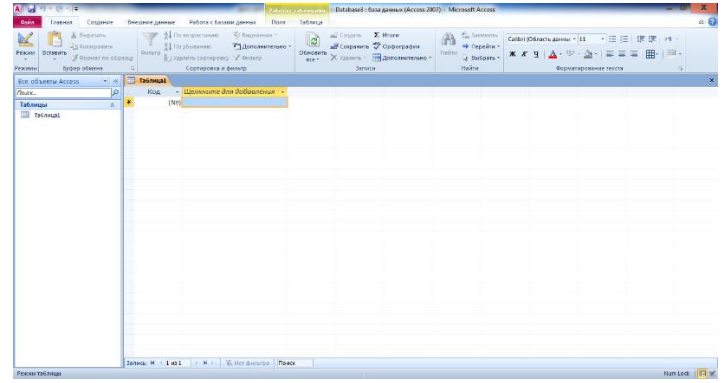 Работа с таблицами Database3 : база данных (Access 2007) - Microsoft Access
Файл Главная Создание Внешние данные Работа с базами данных Поля Таблица
Режим
Режимы
Вставить
Вырезать
Копировать
Формат по образцу
Буфер обмена
Фильтр
По возрастанию
По убыванию
Удалить сортировку
Выделение
Дополнительно
Фильтр
Сортировка и фильтр
Обновить все
Создать
Сохранить
Удалить
Итоги
Орфография
Дополнительно
Записи
Найти
Заменить
Перейти
Выбрать
Найти
Calibri (Область данны 11
Ж К Ч
Форматирование текста
Все объекты Access
Поиск...
Таблицы
Таблица1
Таблица1
Код Щелкните для добавления
(№)
Запись: 1 из 1 Нет фильтра Поиск
Режим таблицы Num Lock